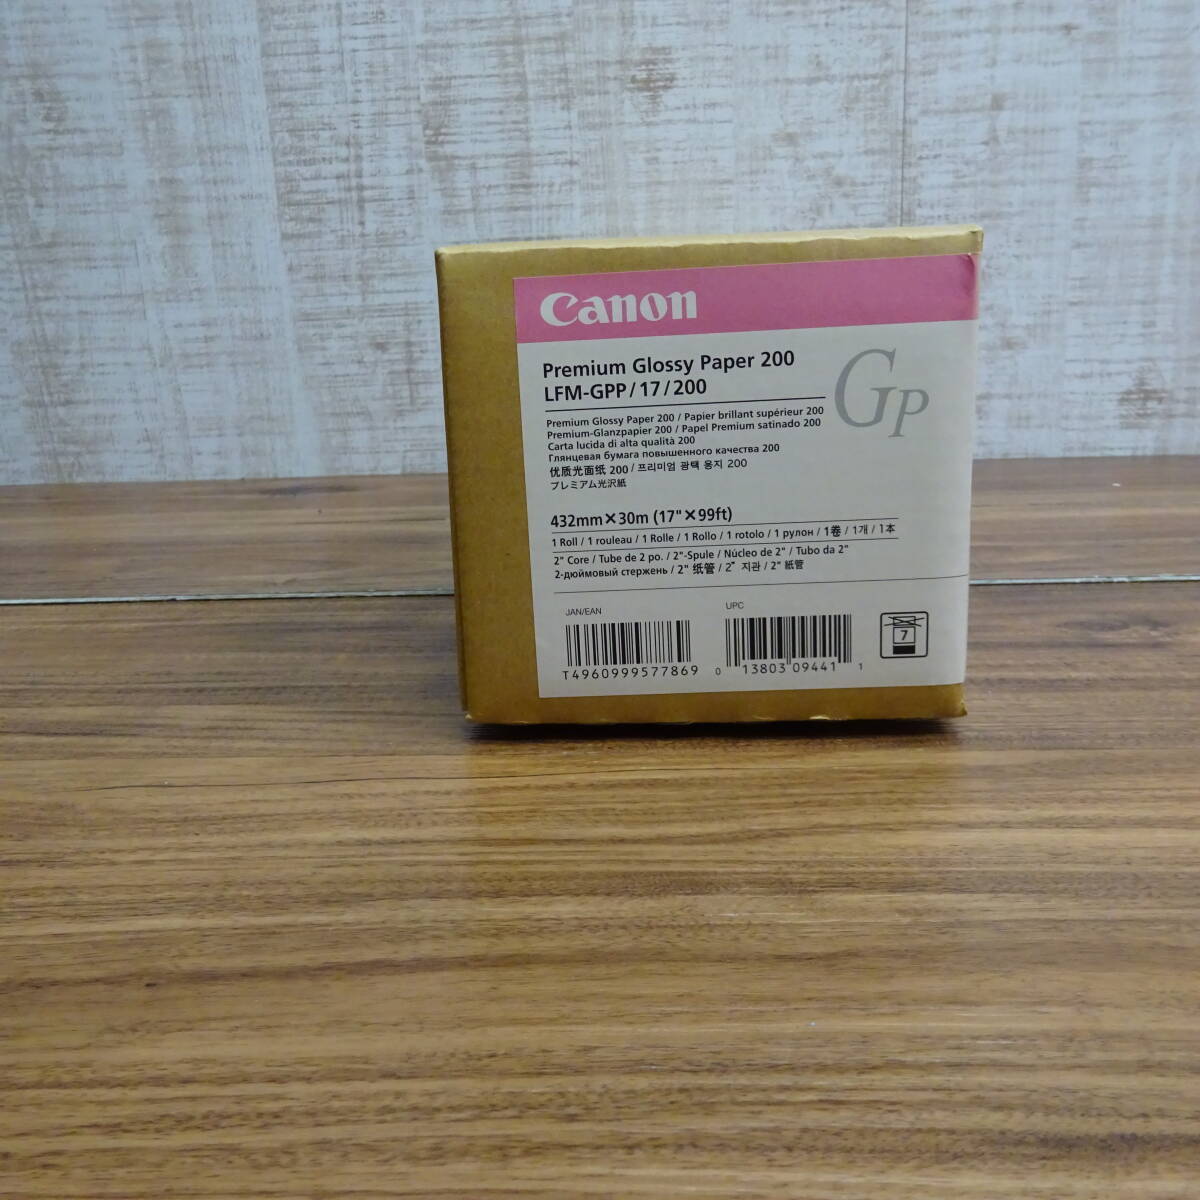 Canon
Premium Glossy Paper 200
LFM-GPP/17/200
GP
Premium Glossy Paper 200 / Papier brillant supérieur 200
Premium-Glanzpapier 200 / Papel Premium satinado 200
Carta lucida di alta qualità 200
Глянцевая бумага повышенного качества 200
优质光面纸 200 / 프리미엄 광택 용지 200
プレミアム光沢紙
432mm×30m (17"×99ft)
1 Roll / 1 rouleau / 1 Rolle / 1 Rollo / 1 rotolo / 1 рулон / 1卷 / 1개 / 1本
2" Core / Tube de 2 po. / 2"-Spule / Núcleo de 2" / Tubo da 2"
2-дюймовый стержень / 2" 纸管 / 2" 지관 / 2" 紙管
JAN/EAN
UPC
7
T4960999577869
0 13803 09441 1